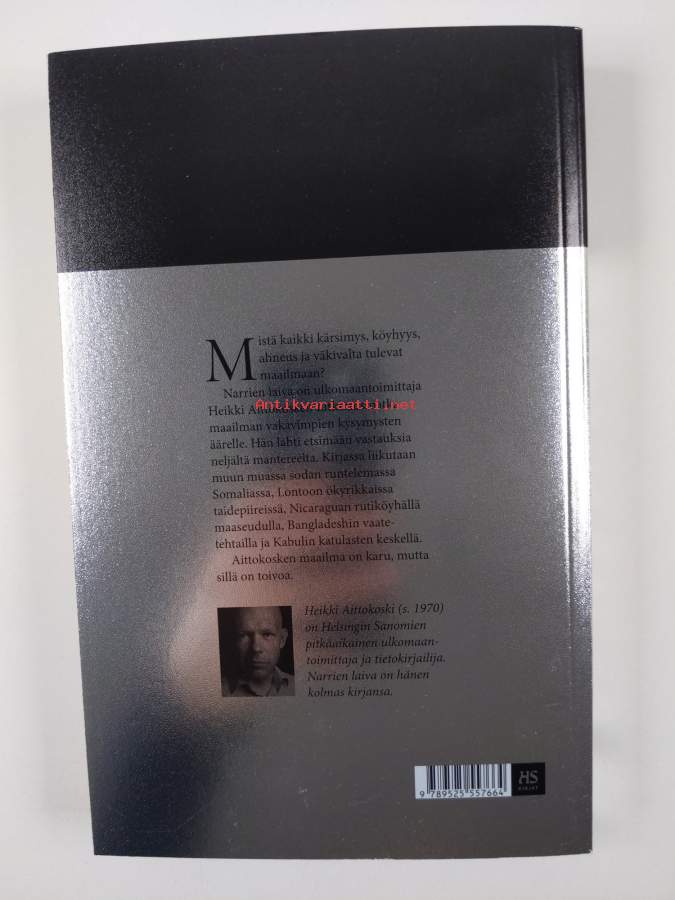 Mistä kaikki kärsimys, köyhyys,
ahneus ja väkivalta tulevat
maailmaan?
Narrien laiva on ulkomaantoimittaja
Heikki
Antikvariaatti.net
maailman vakavimpien kysymysten
äärelle. Hän lähti etsimään vastauksia
neljältä mantereelta. Kirjassa liikutaan
muun muassa sodan runtelemassa
Somaliassa, Lontoon ökyrikkaissa
taidepiireissä, Nicaraguan rutiköyhällä
maaseudulla, Bangladeshin vaate-
tehtailla ja Kabulin katulasten keskellä.
Aittokosken maailma on karu, mutta
sillä on toivoa.
Heikki Aittokoski (s. 1970)
on Helsingin Sanomien
pitkäaikainen ulkomaan-
toimittaja ja tietokirjailija.
Narrien laiva on hänen
kolmas kirjansa.
9 789525 557664
HS
KIRJAT